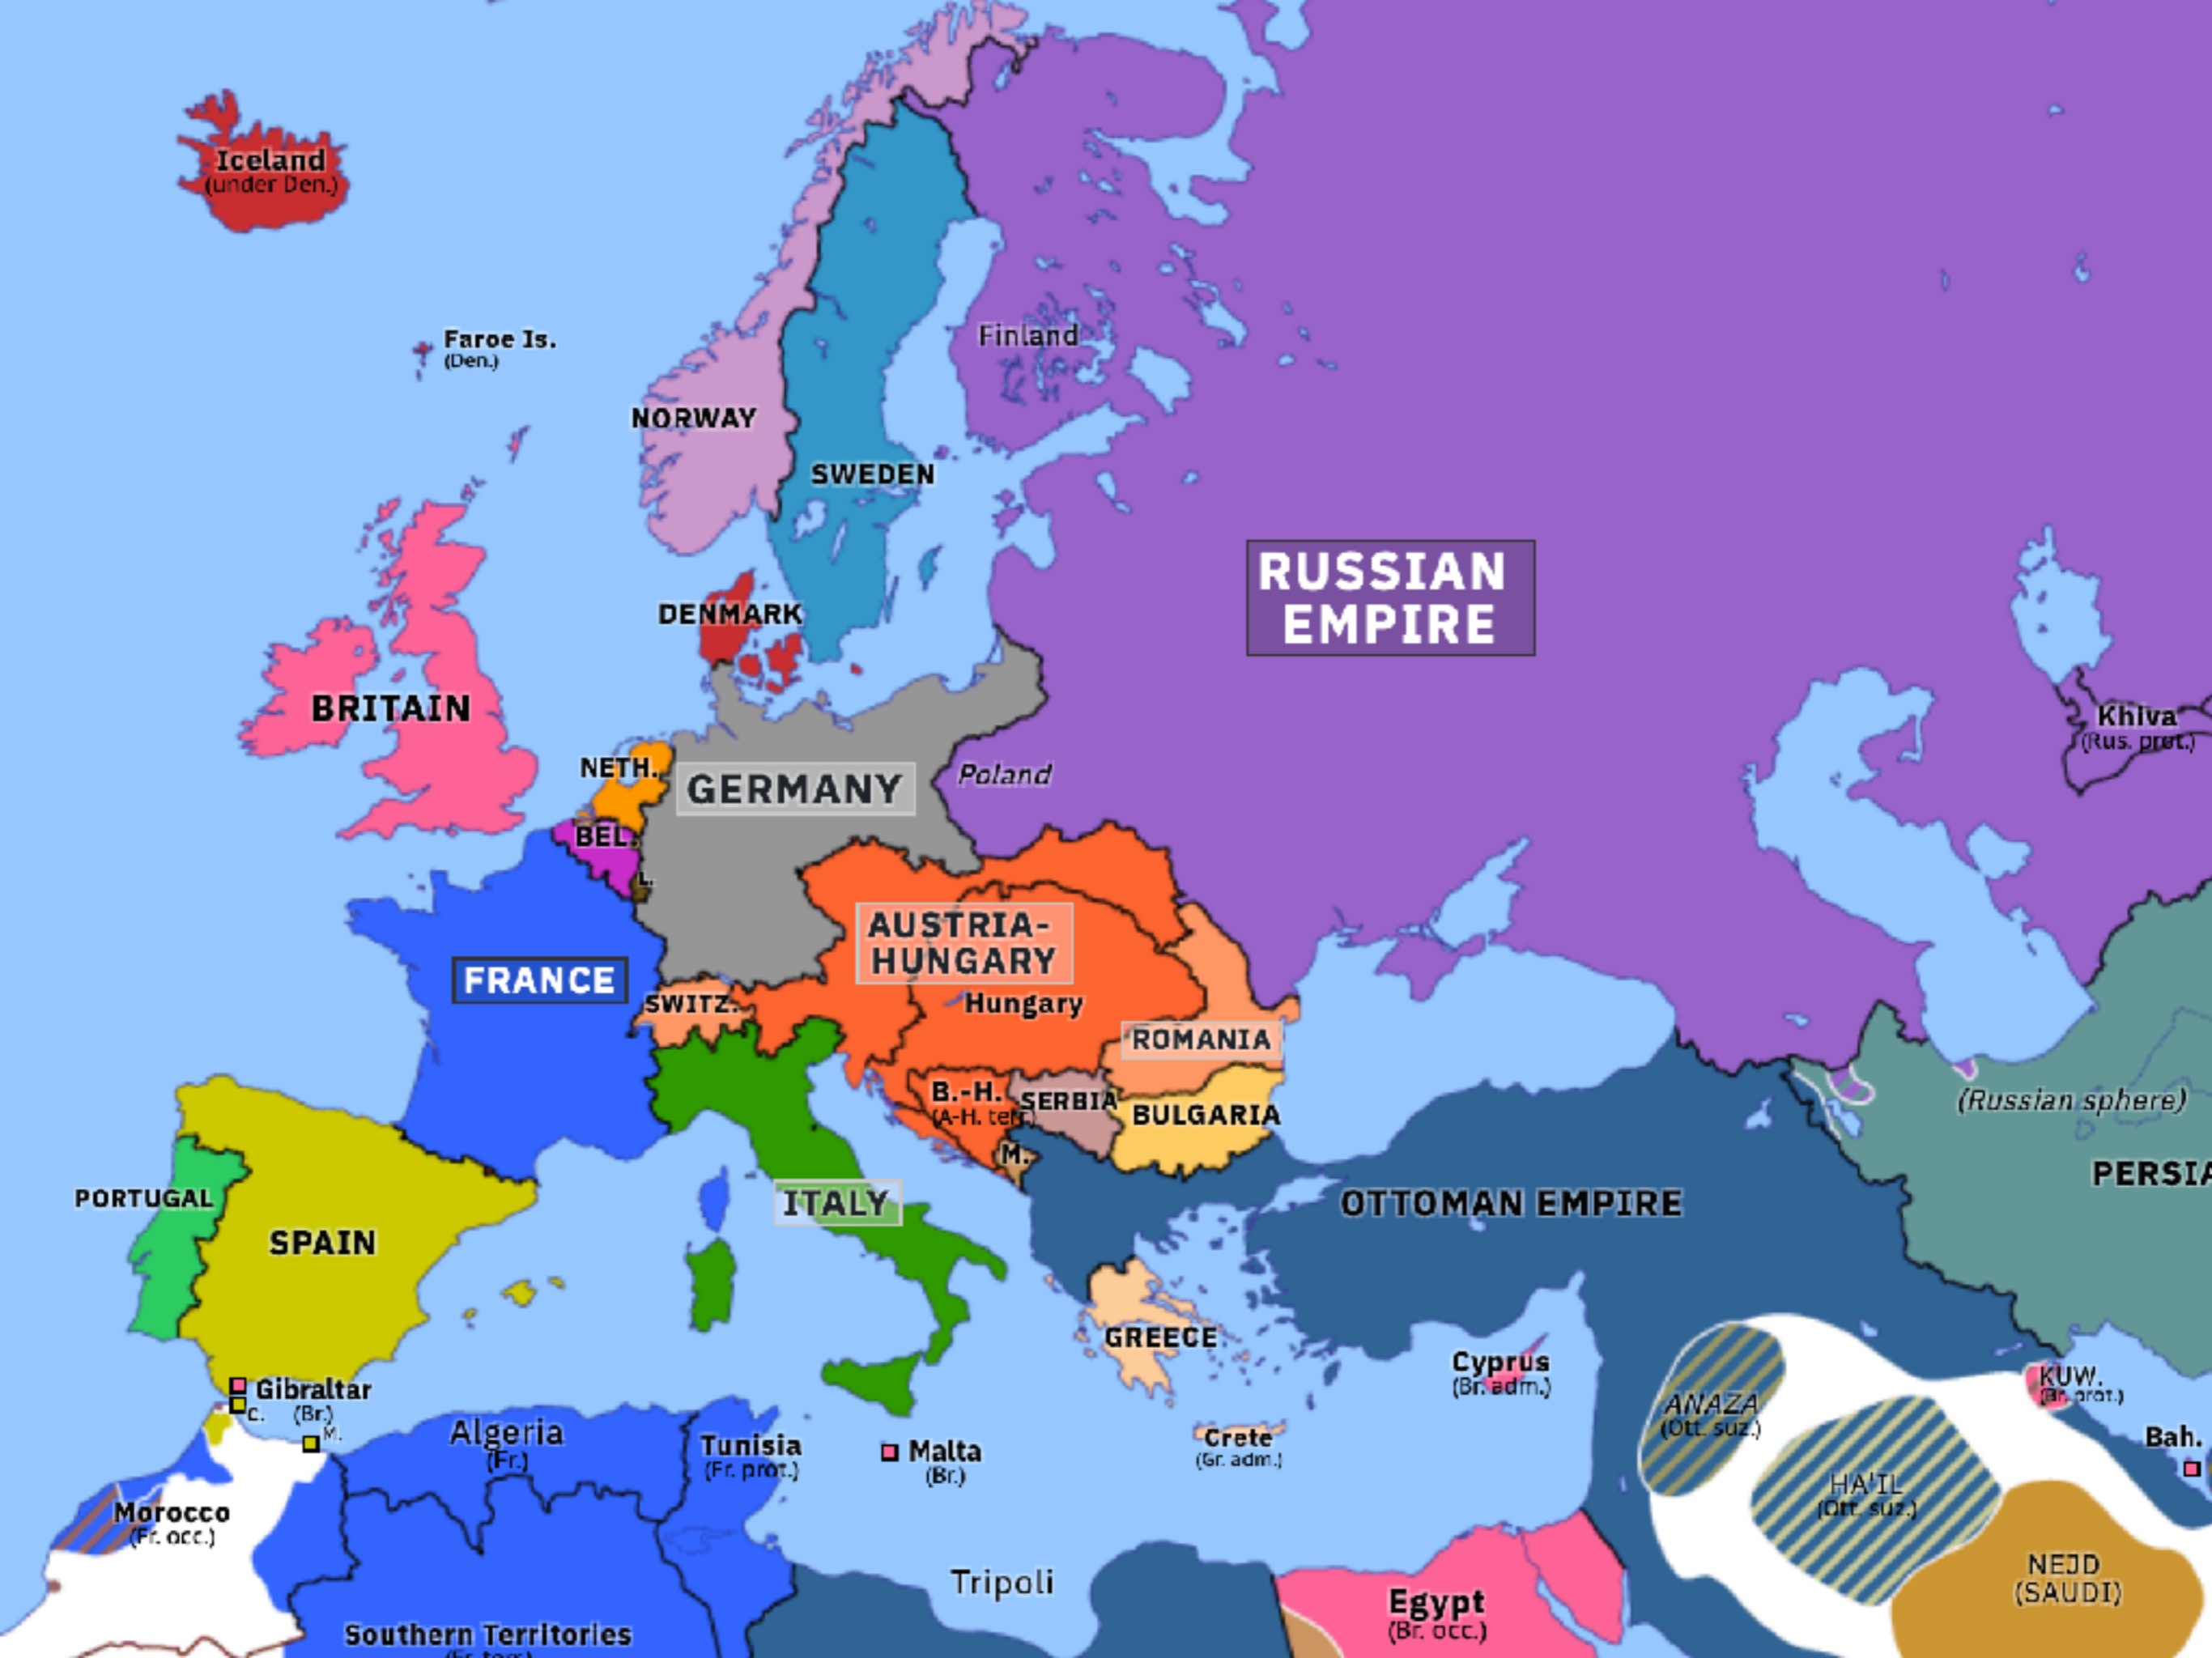 Iceland
(under Den.)
Faroe Is.
(Den.)
Finland
NORWAY
SWEDEN
RUSSIAN
EMPIRE
DENMARK
BRITAIN
Khiva
(Rus. prot.)
NETH.
GERMANY
Poland
BEL.
L.
AUSTRIA-
HUNGARY
FRANCE
SWITZ.
Hungary
ROMANIA
B.-H.
(A-H. terr.)
SERBIA
BULGARIA
(Russian sphere)
M.
PERSIA
PORTUGAL
ITALY
OTTOMAN EMPIRE
SPAIN
GREECE
Cyprus
(Br. adm.)
KUW.
(Br. prot.)
Gibraltar
(Br.)
C.
M.
ANAZA
(Ott. suz.)
Algeria
(Fr.)
Tunisia
(Fr. prot.)
Malta
(Br.)
Crete
(Gr. adm.)
Bah.
HA'IL
(Ott. suz.)
Morocco
(Fr. occ.)
Tripoli
NEJD
(SAUDI)
Egypt
(Br. occ.)
Southern Territories
(Fr. terr.)